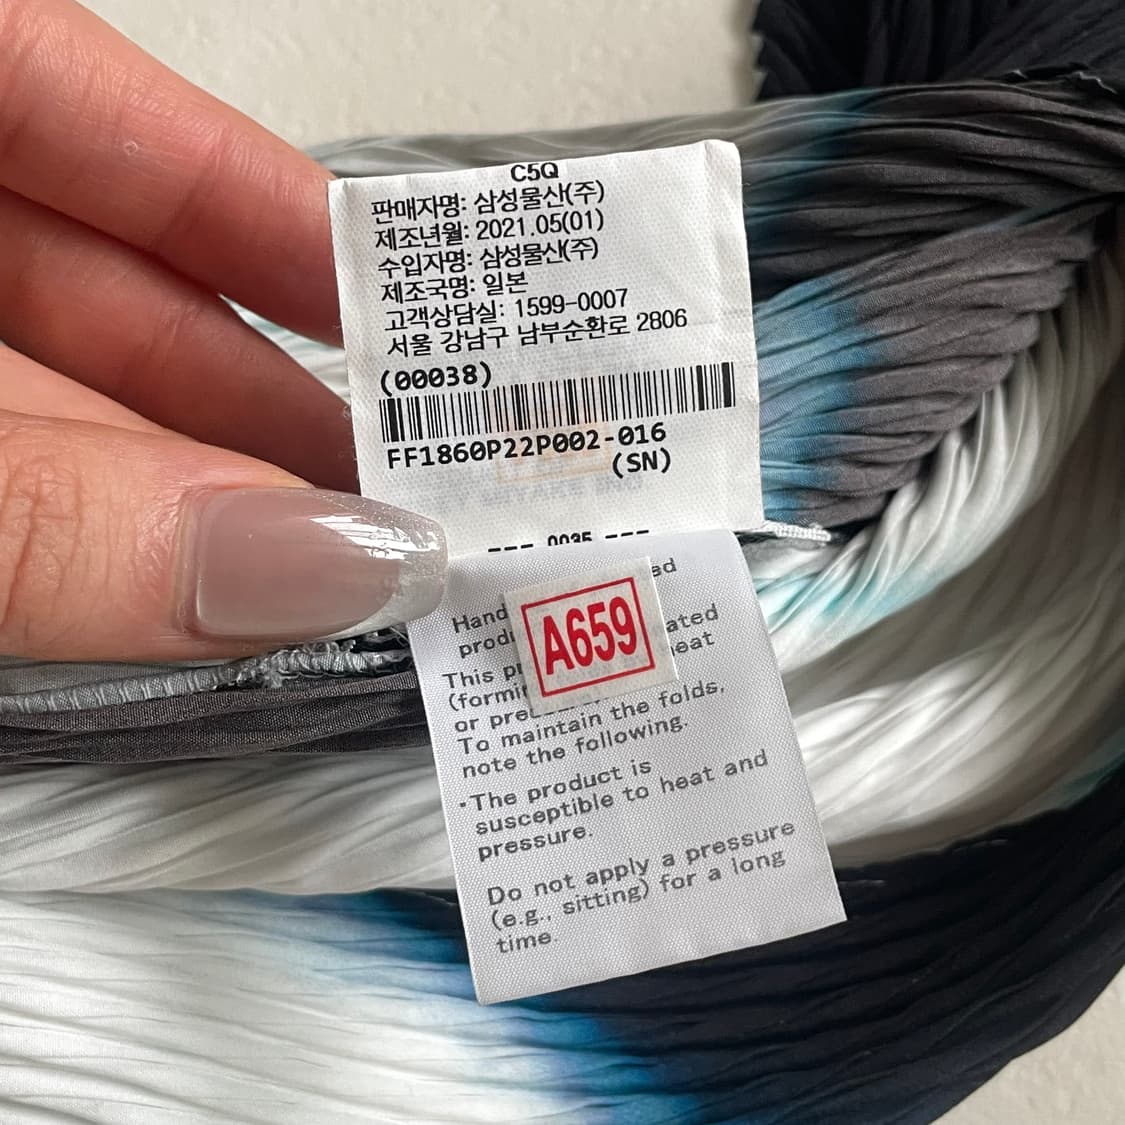 C5Q
판매자명: 삼성물산(주)
제조년월: 2021.05(01)
수입자명: 삼성물산(주)
제조국명: 일본
고객상담실: 1599-0007
서울 강남구 남부순환로 2806
(00038)
FF1860P22P002-016
(SN)
--- 0035 ---
Hand
A659
This
or
To maintain the folds,
note the following.
·The product is
susceptible to heat and
pressure.
Do not apply a pressure
(e.g., sitting) for a long
time.